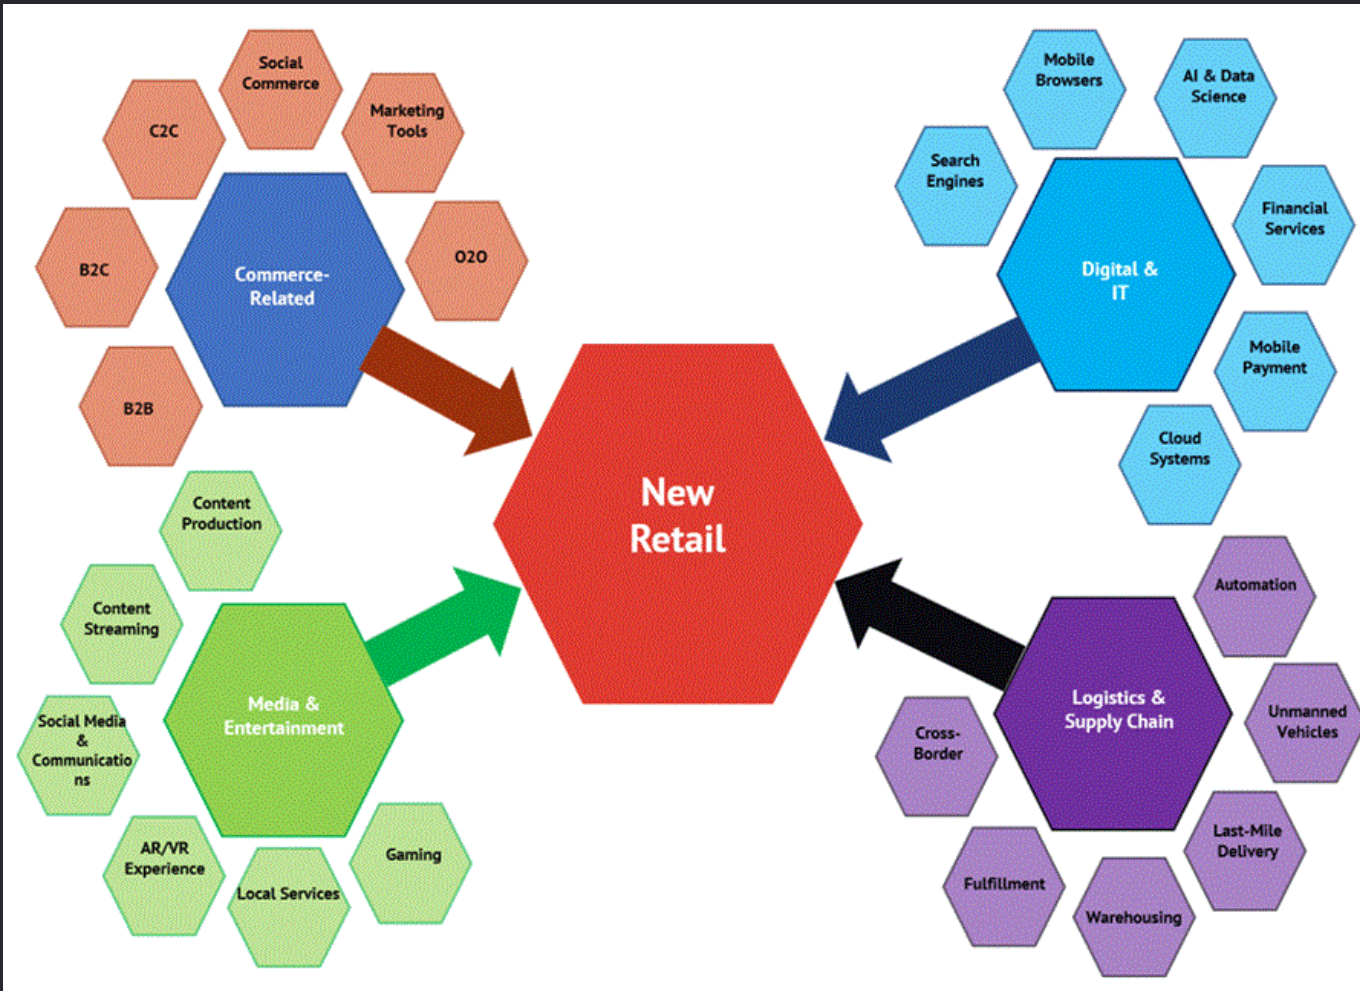 Social
Commerce
C2C
Marketing
Tools
B2C
O2O
B2B
Commerce-
Related
Mobile
Browsers
AI & Data
Science
Search
Engines
Financial
Services
Mobile
Payment
Cloud
Systems
Digital &
IT
New
Retail
Content
Production
Content
Streaming
Social Media
&
Communicatio
ns
AR/VR
Experience
Local Services
Gaming
Media &
Entertainment
Automation
Unmanned
Vehicles
Last-Mile
Delivery
Warehousing
Fulfillment
Cross-
Border
Logistics &
Supply Chain